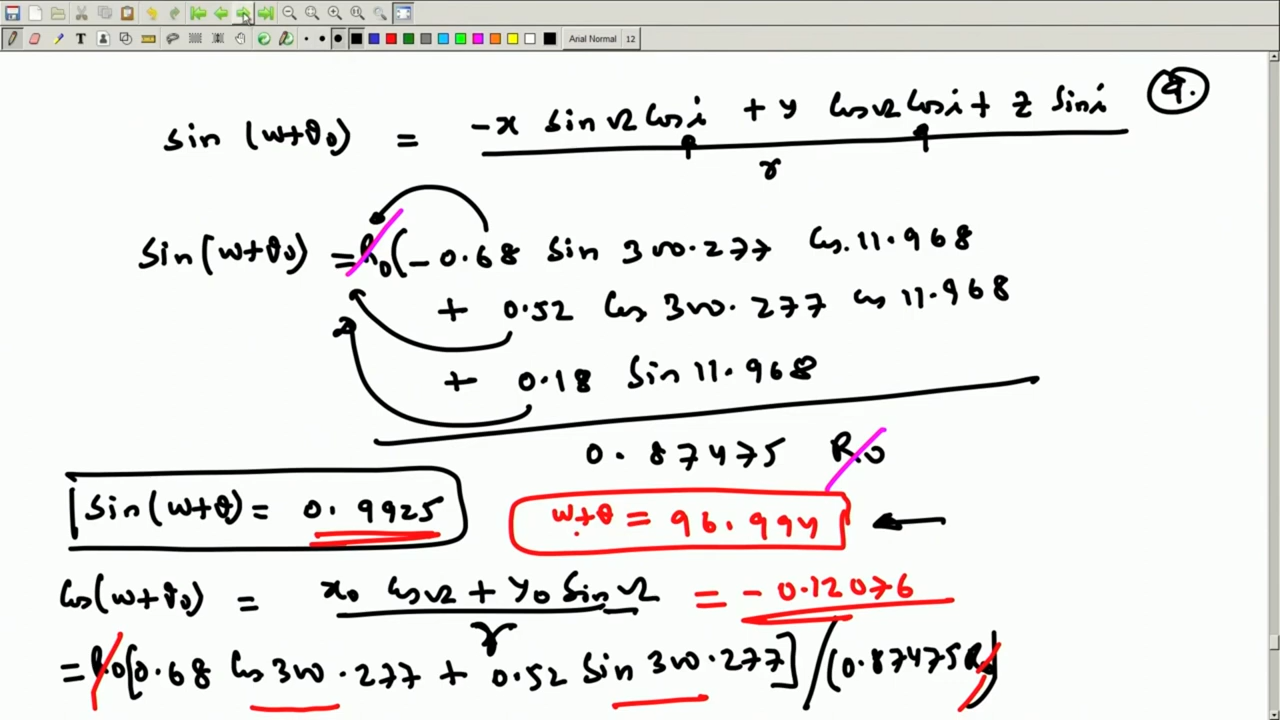 Arial Normal 12
sin (w+θ₀) = -x sin Ω Cos i + y Cos Ω Cos i + z Sin i / r 9.
Sin(w+θ₀) = R₀(-0.68 sin 300.277 Cos.11.968
+ 0.52 Cos 300.277 Cos 11.968
+ 0.18 Sin 11.968
0.87475 R₀
Sin(w+θ) = 0.9925 w+θ = 96.994
Cos(w+θ₀) = x₀ Cos Ω + y₀ Sin Ω / r = -0.12076
= R₀[0.68 Cos 300.277 + 0.52 Sin 300.277] / (0.87475R₀)